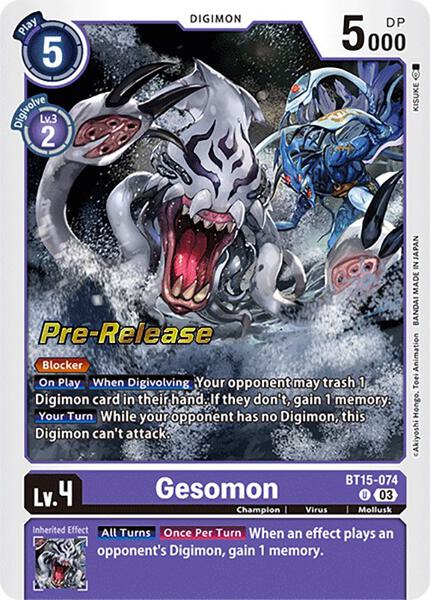 Play
5
DIGIMON
DP
5000
Digivolve
Lv.3
2
KISUKE
Pre-Release
Blocker
On Play When Digivolving Your opponent may trash 1
Digimon card in their hand. If they don't, gain 1 memory.
Your Turn While your opponent has no Digimon, this
Digimon can't attack.
©Akiyoshi Hongo, Toei Animation BANDAI MADE IN JAPAN
Lv.4
Gesomon
BT15-074
U 03
Champion | Virus | Mollusk
Inherited Effect
All Turns Once Per Turn When an effect plays an
opponent's Digimon, gain 1 memory.